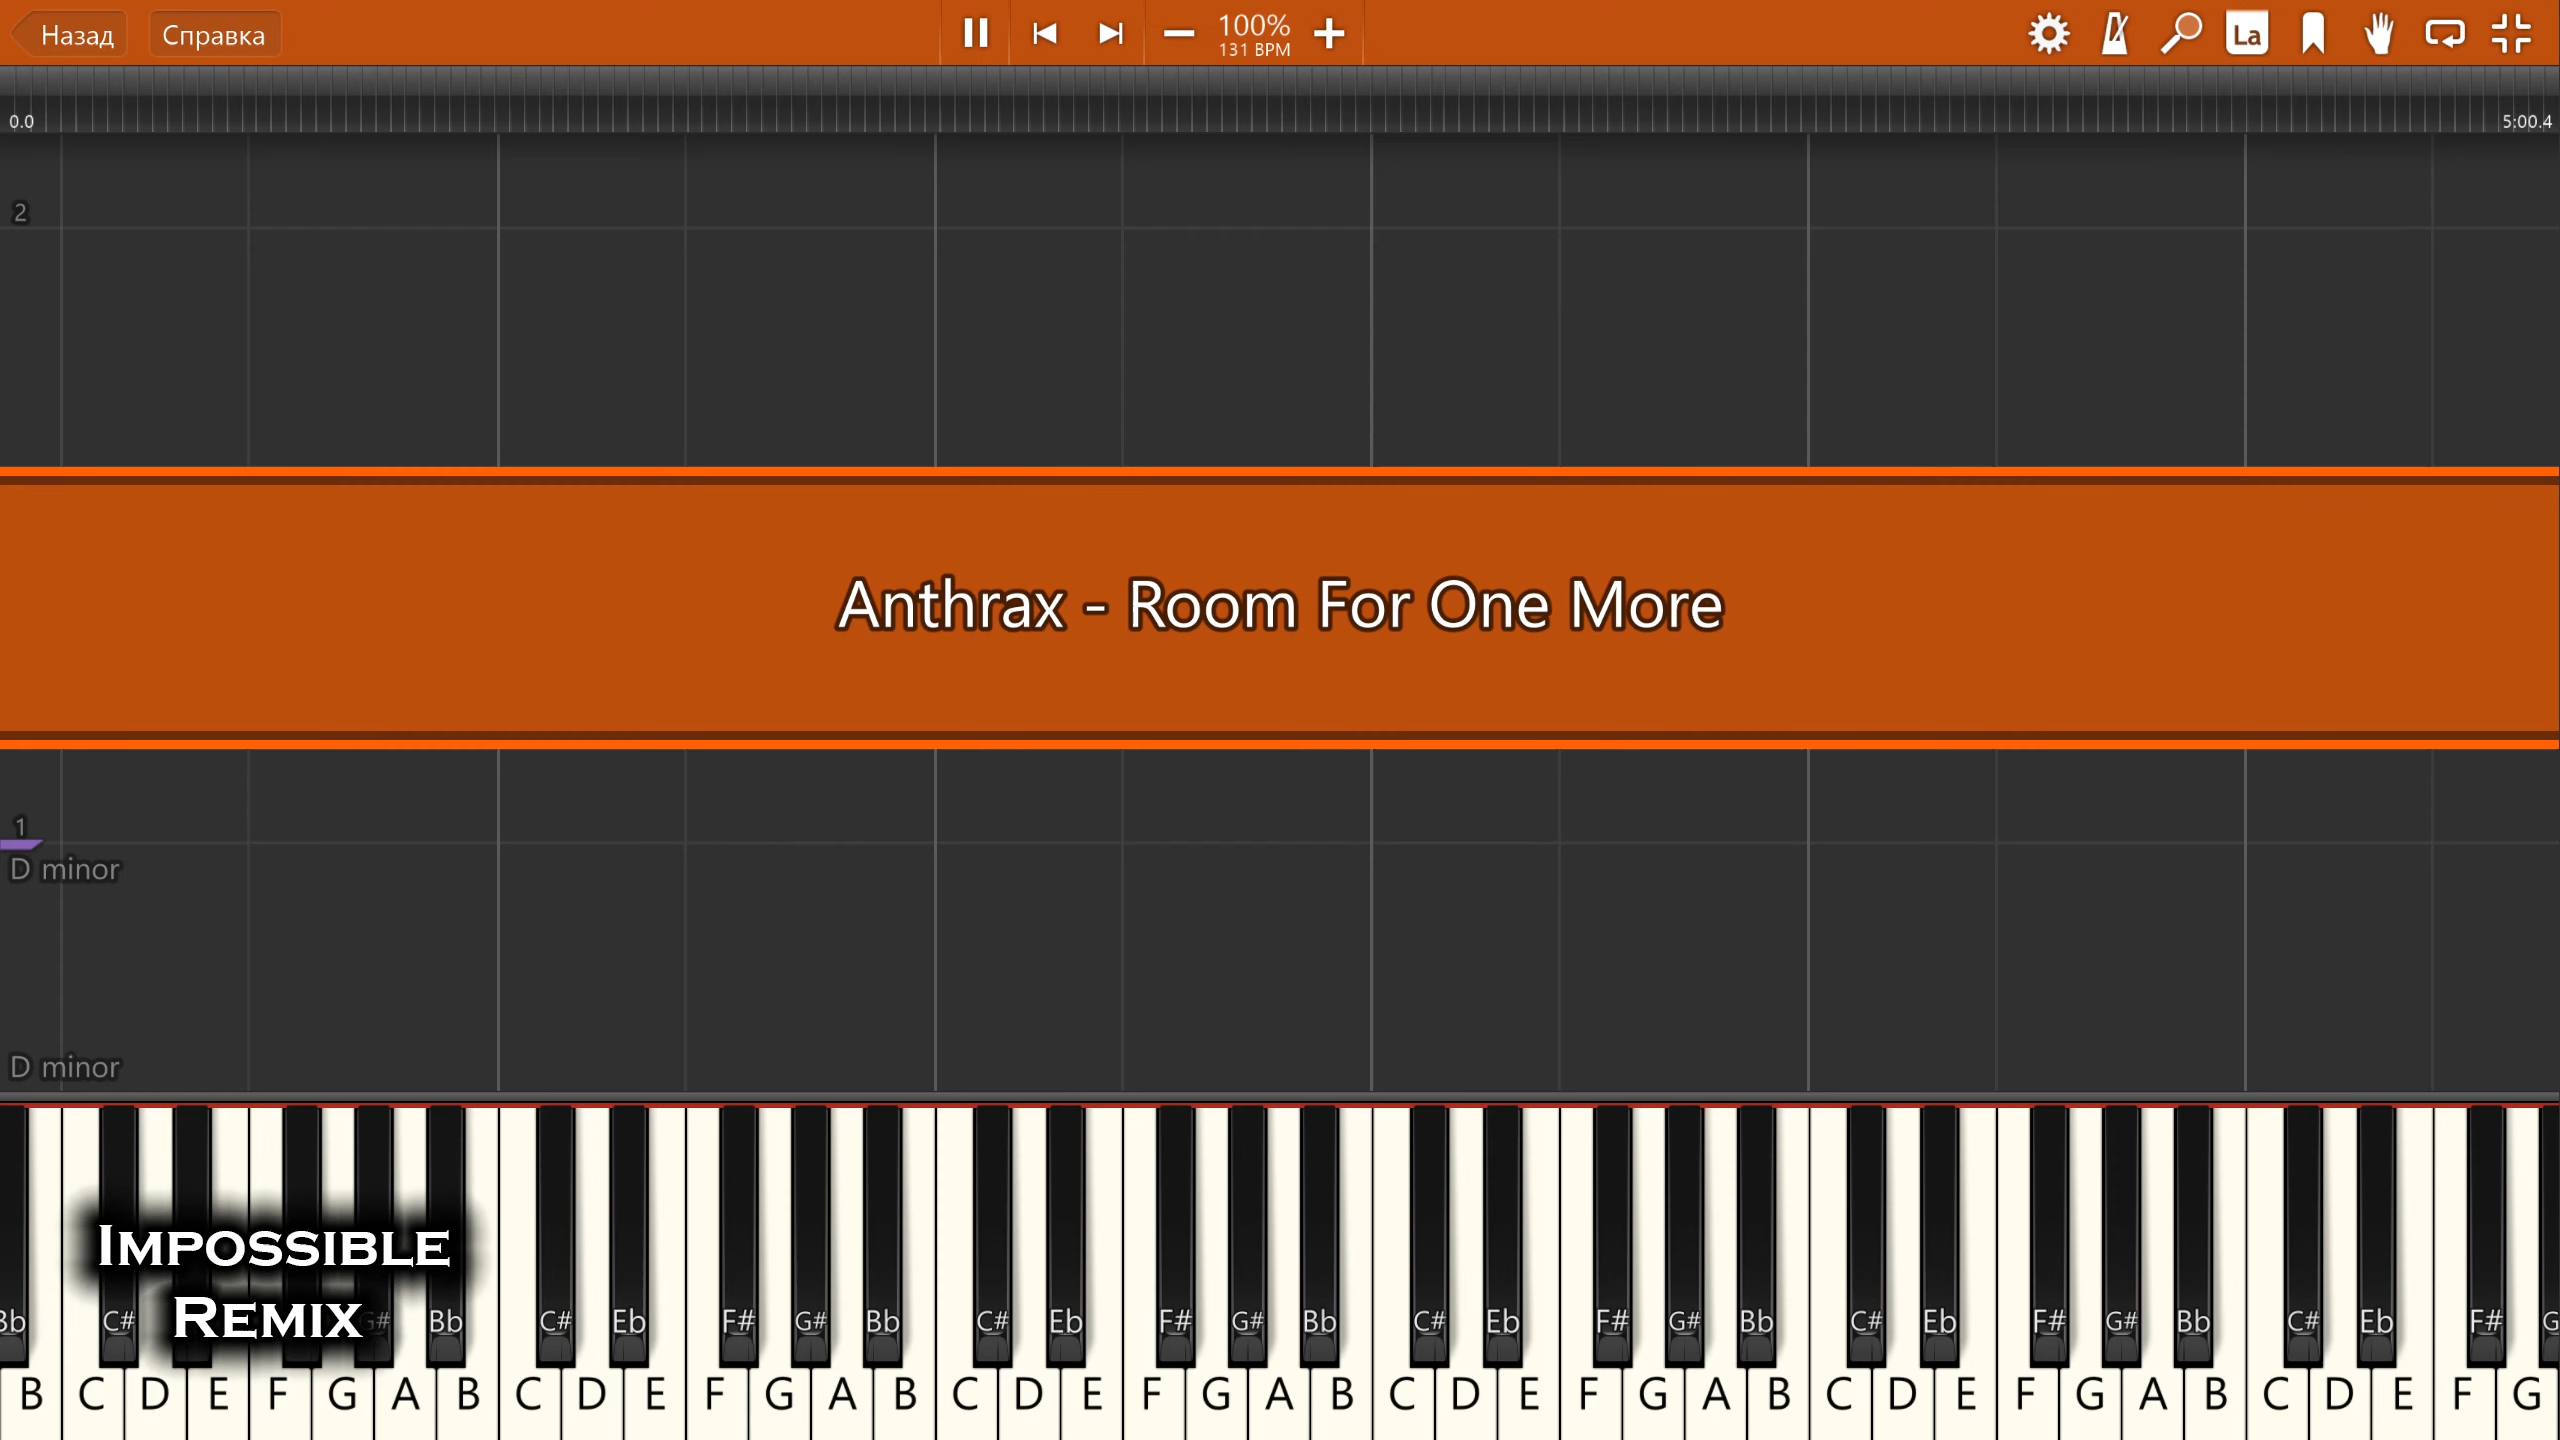 Назад Справка 100% La
131 BPM
0.0 5:00.4
2
Anthrax - Room For One More
1
D minor
D minor
Impossible
Remix
Bb C# G# Bb C# Eb F# G# Bb C# Eb F# G# Bb C# Eb F# G# Bb C# Eb F# G# Bb C# Eb F# G
B C D E F G A B C D E F G A B C D E F G A B C D E F G A B C D E F G A B C D E F G